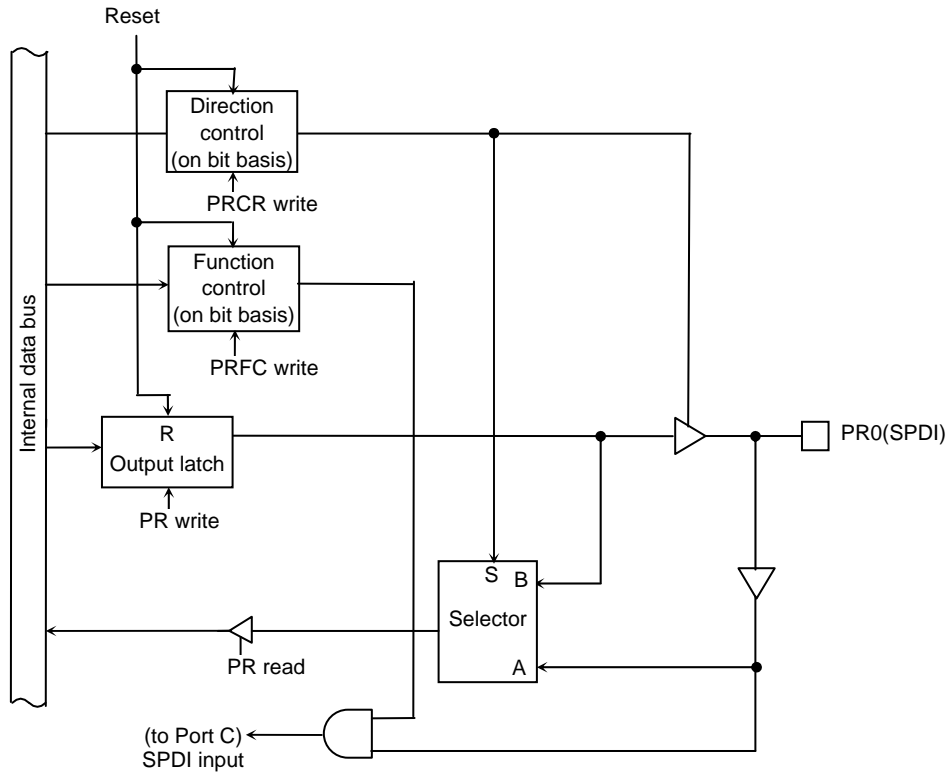 Reset
Internal data bus
Direction
control
(on bit basis)
PRCR write
Function
control
(on bit basis)
PRFC write
R
Output latch
PR write
PR0(SPDI)
S
B
Selector
A
PR read
(to Port C)
SPDI input